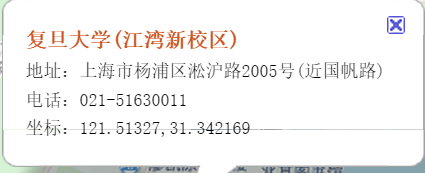 复旦大学(江湾新校区)
地址：上海市杨浦区淞沪路2005号(近国帆路)
电话：021-51630011
坐标：121.51327,31.342169